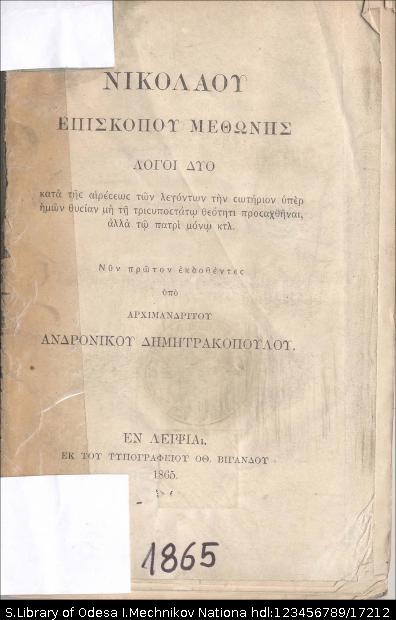 ΝΙΚΟΛΑΟΥ
ΕΠΙΣΚΟΠΟΥ ΜΕΘΩΝΗΣ
ΛΟΓΟΙ ΔΥΟ
κατὰ τῆϲ αἱρέϲεωϲ τῶν λεγόντων τὴν ϲωτήριον ὑπὲρ
ἡμῶν θυϲίαν μὴ τῇ τριϲυποϲτάτῳ θεότητι προϲαχθῆναι,
ἀλλὰ τῷ πατρὶ μόνῳ κτλ.
Νῦν πρῶτον ἐκδοθέντες
ὑπὸ
ΑΡΧΙΜΑΝΔΡΙΤΟΥ
ΑΝΔΡΟΝΙΚΟΥ ΔΗΜΗΤΡΑΚΟΠΟΥΛΟΥ.
ΕΝ ΛΕΙΨΙΑι,
ΕΚ ΤΟΥ ΤΥΠΟΓΡΑΦΕΙΟΥ ΟΘ. ΒΙΓΑΝΔΟΥ
1865.
1865
S.Library of Odesa I.Mechnikov Nationa hdl:123456789/17212